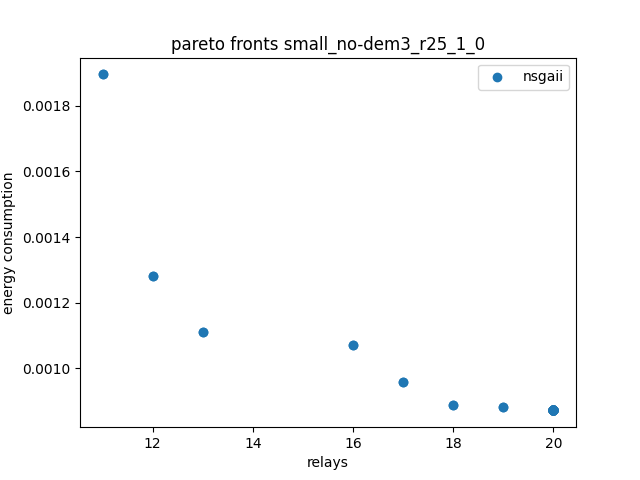 pareto fronts small_no-dem3_r25_1_0
nsgaii
0.0018
0.0016
0.0014
0.0012
0.0010
energy consumption
12
14
16
18
20
relays